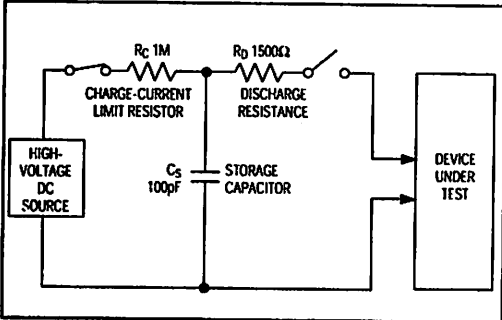 RC 1M
RD 1500Ω
CHARGE-CURRENT
LIMIT RESISTOR
DISCHARGE
RESISTANCE
HIGH-
VOLTAGE
DC
SOURCE
CS
100pF
STORAGE
CAPACITOR
DEVICE
UNDER
TEST